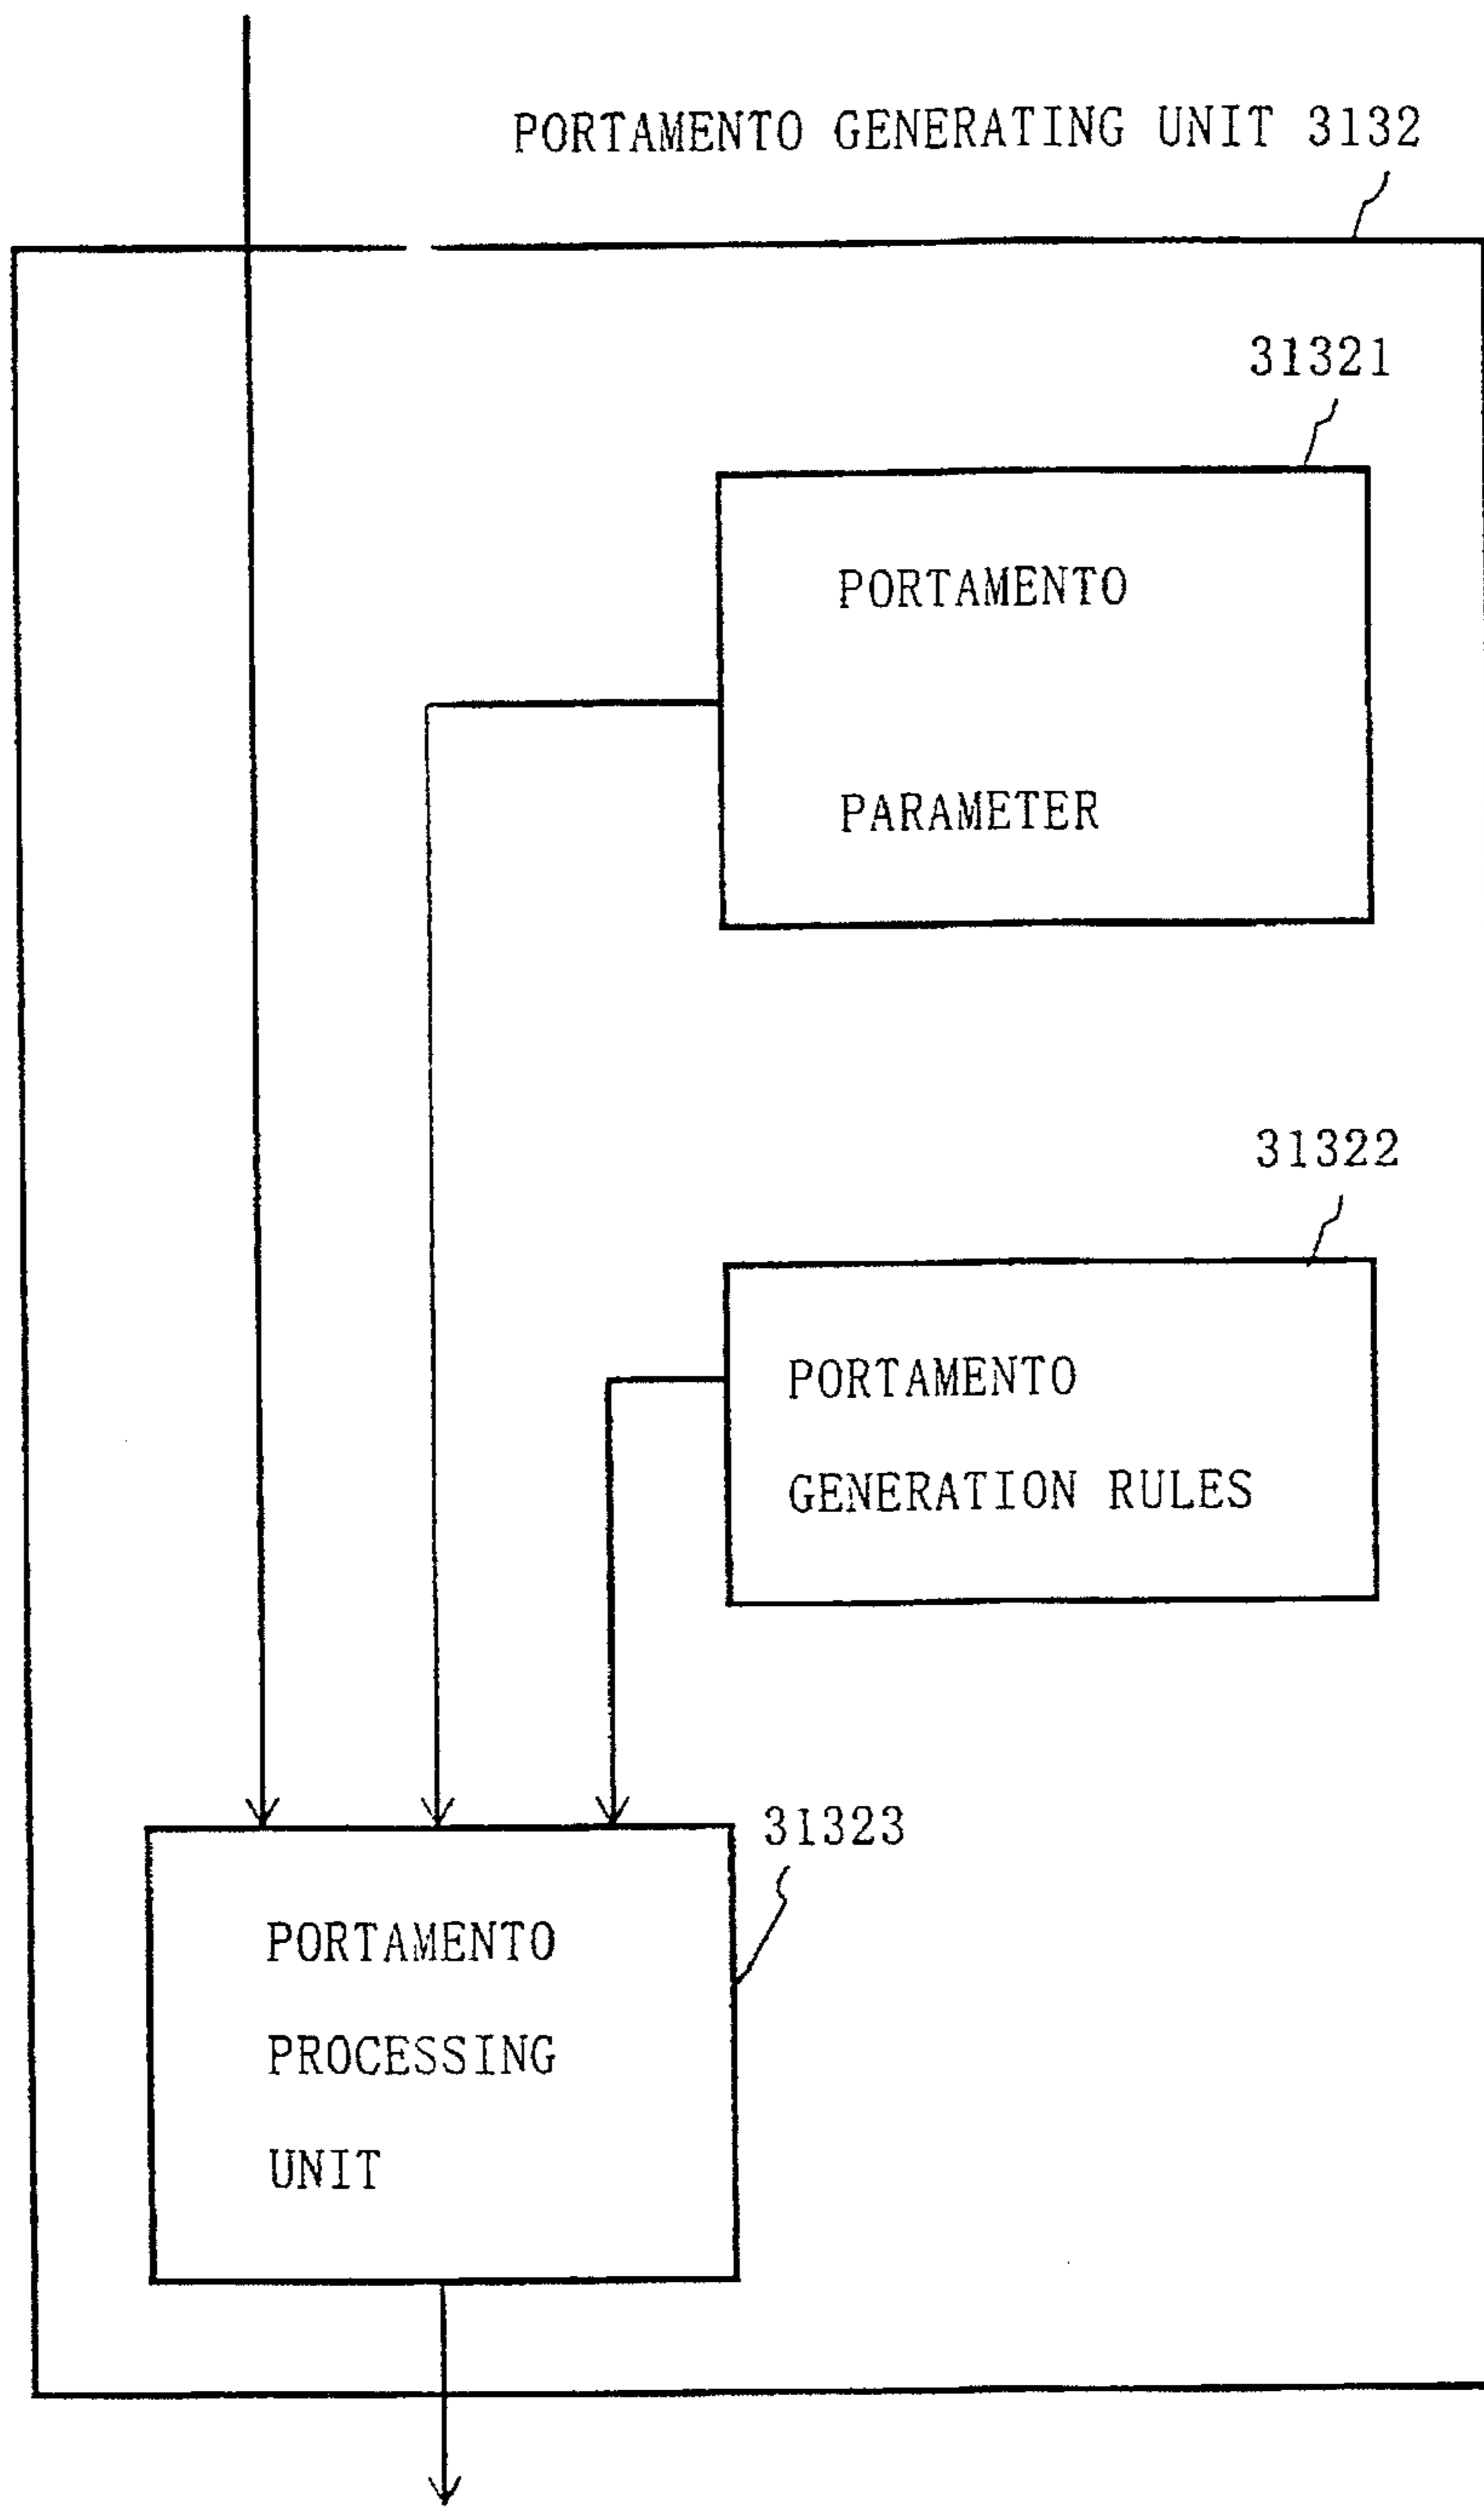 PORTAMENTO GENERATING UNIT 3132
31321
PORTAMENTO
PARAMETER
31322
PORTAMENTO
GENERATION RULES
31323
PORTAMENTO
PROCESSING
UNIT